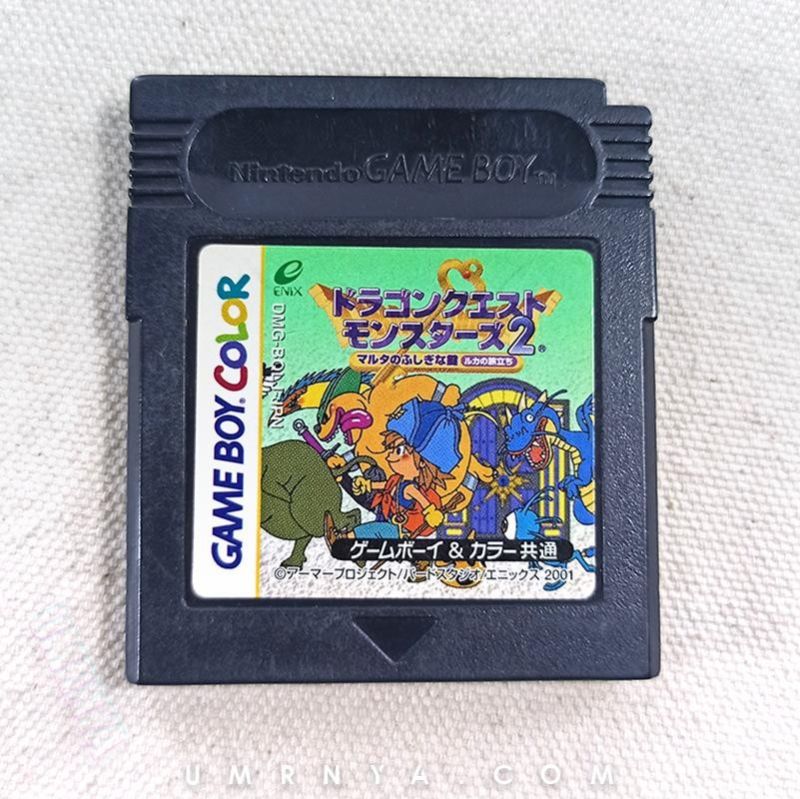 Nintendo GAME BOY TM
ENIX
ドラゴンクエスト
モンスターズ2®
マルタのふしぎな鍵 ルカの旅立ち
GAME BOY COLOR
ゲームボーイ & カラー共通
©アーマープロジェクト/バードスタジオ/エニックス 2001
UMRNYA.COM